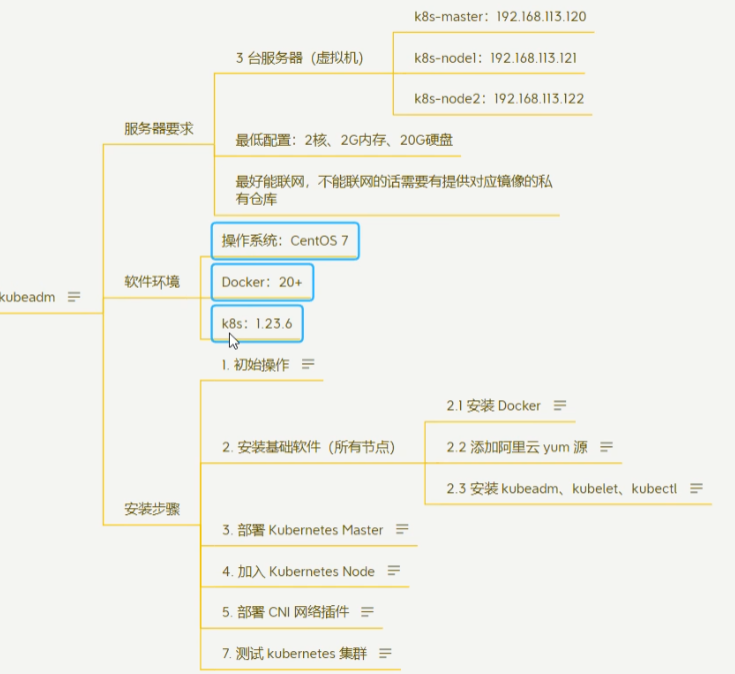 kubeadm
服务器要求
3 台服务器（虚拟机）
k8s-master：192.168.113.120
k8s-node1：192.168.113.121
k8s-node2：192.168.113.122
最低配置：2核、2G内存、20G硬盘
最好能联网，不能联网的话需要有提供对应镜像的私
有仓库
软件环境
操作系统：CentOS 7
Docker：20+
k8s：1.23.6
安装步骤
1. 初始操作
2. 安装基础软件（所有节点）
2.1 安装 Docker
2.2 添加阿里云 yum 源
2.3 安装 kubeadm、kubelet、kubectl
3. 部署 Kubernetes Master
4. 加入 Kubernetes Node
5. 部署 CNI 网络插件
7. 测试 kubernetes 集群